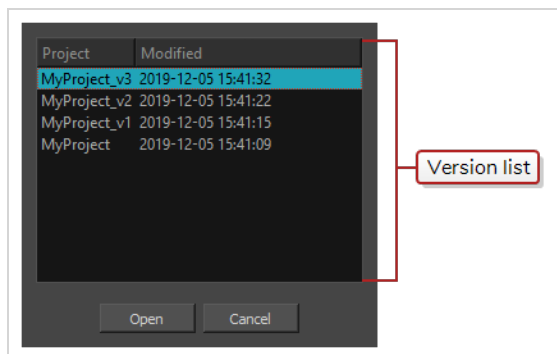 Project Modified
MyProject_v3 2019-12-05 15:41:32
MyProject_v2 2019-12-05 15:41:22
MyProject_v1 2019-12-05 15:41:15
MyProject 2019-12-05 15:41:09
Version list
Open Cancel